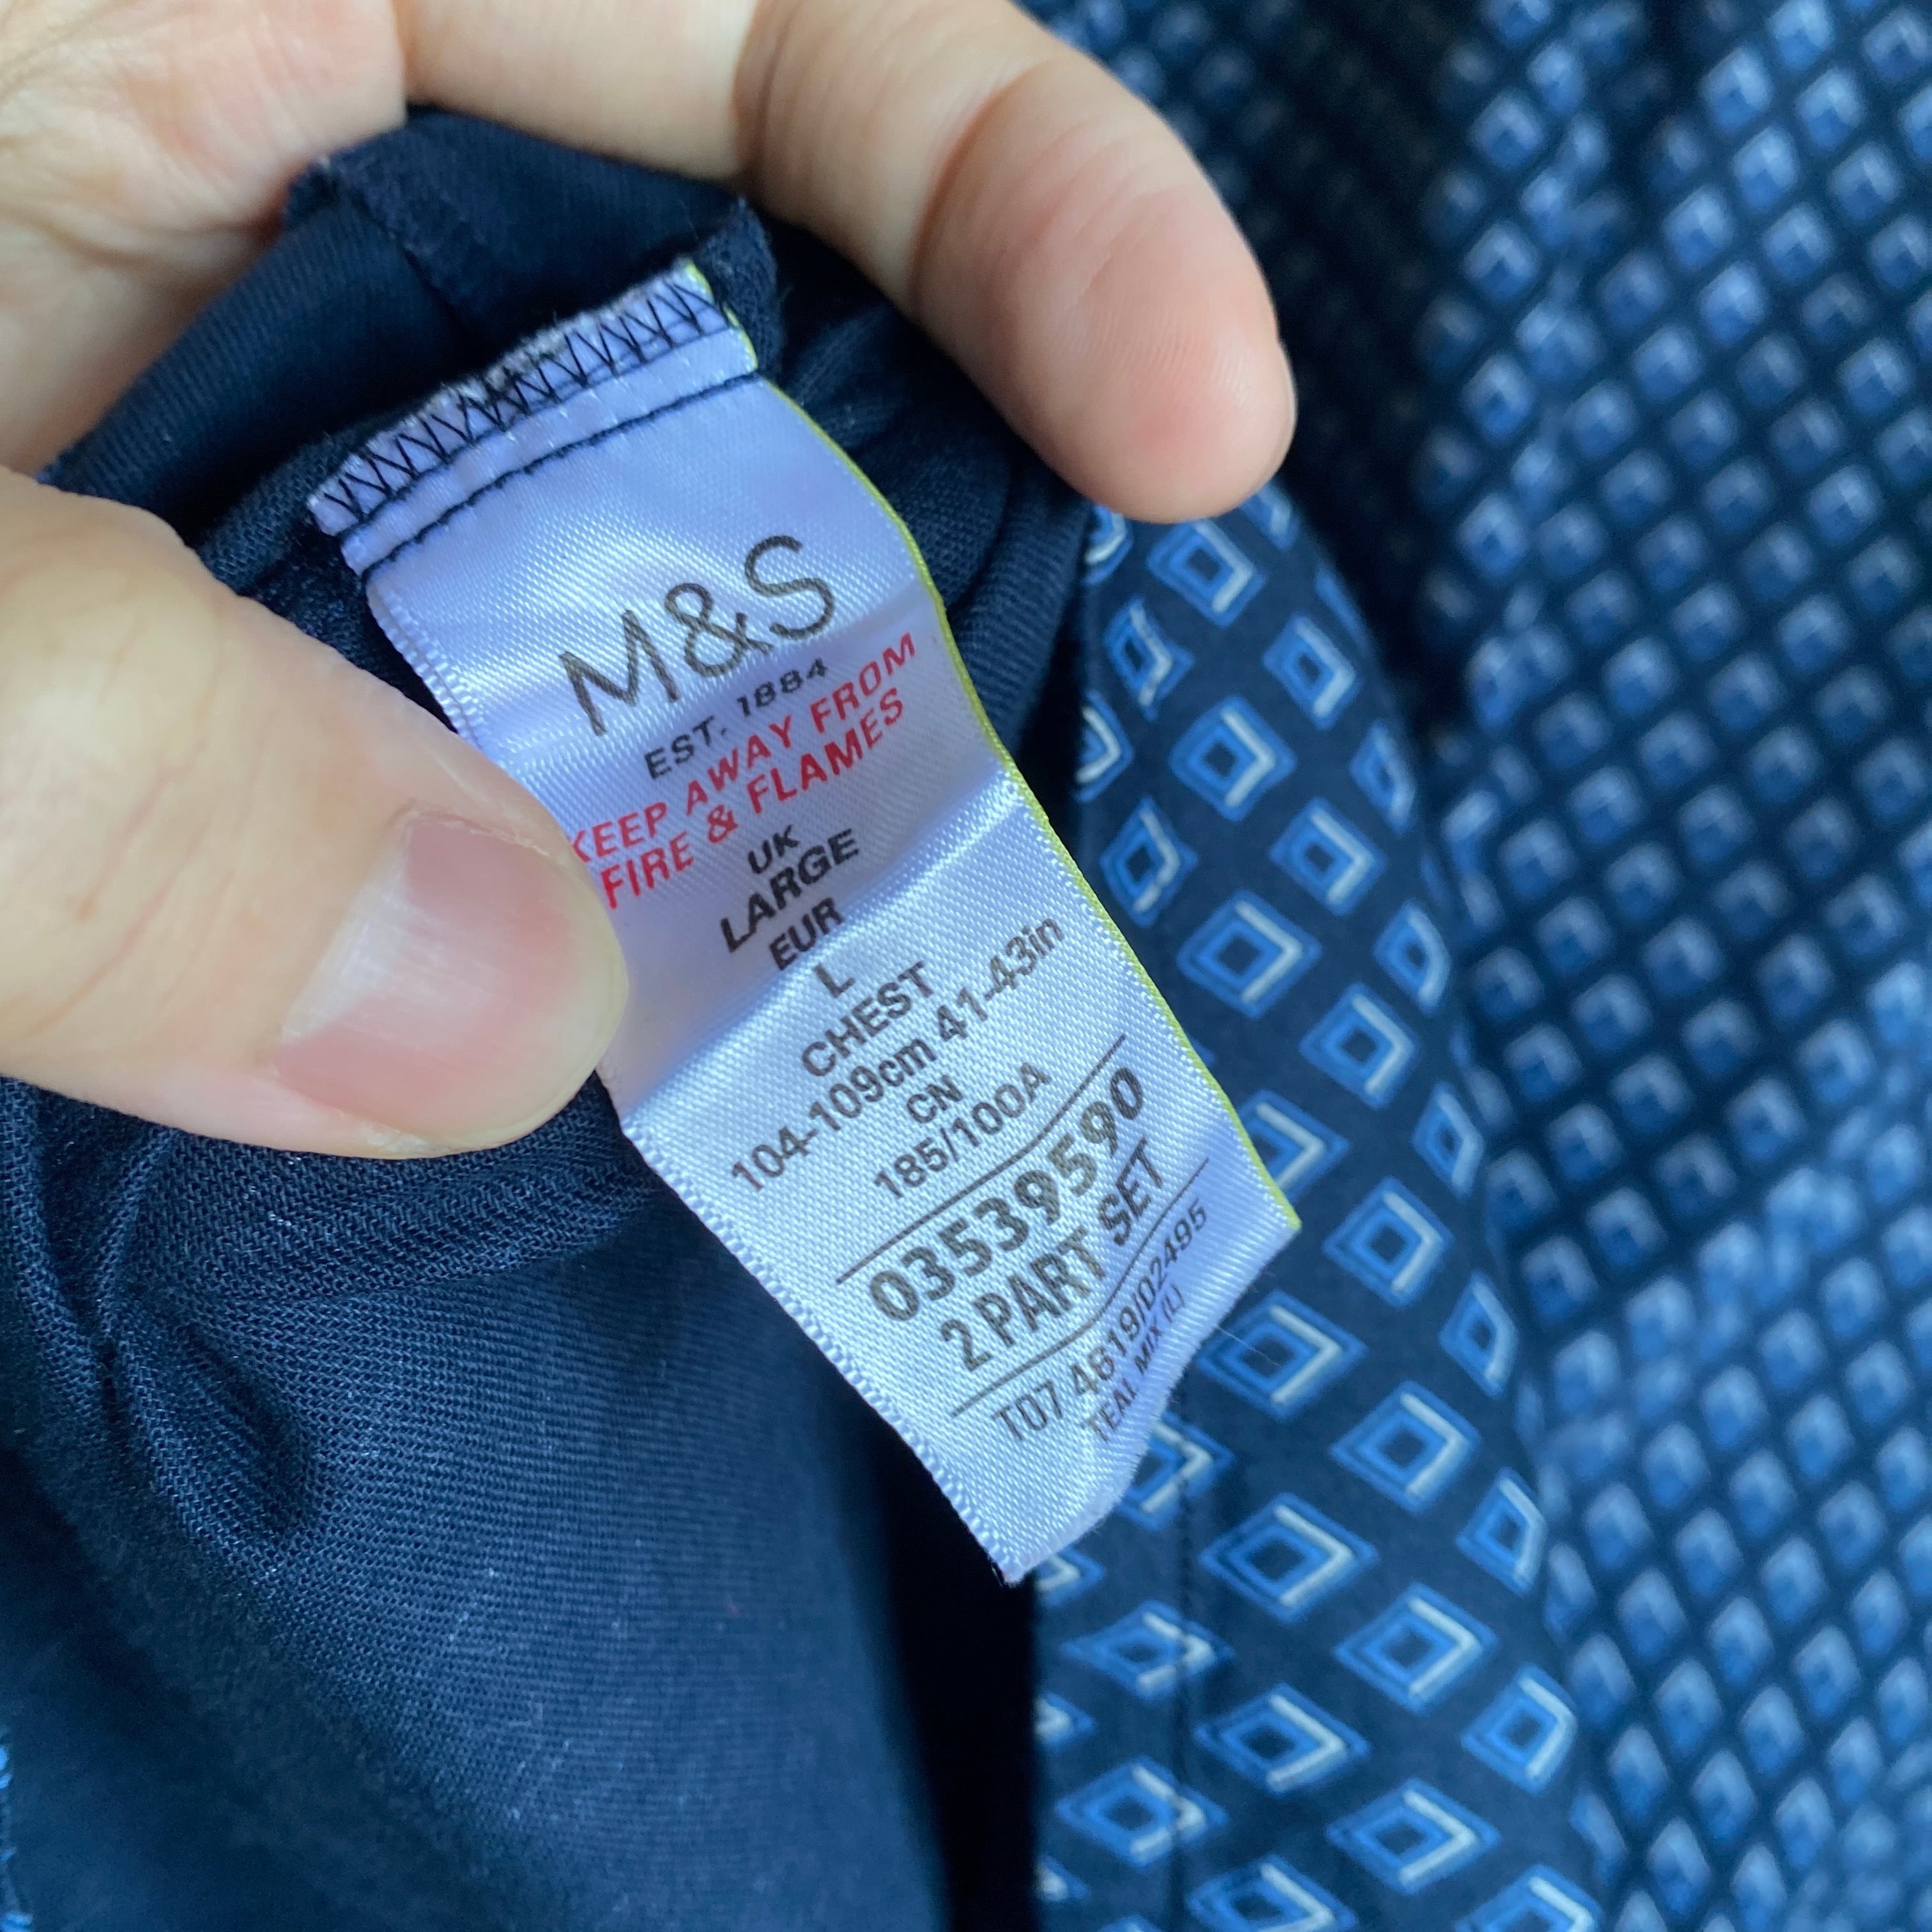 M&S
EST. 1884
KEEP AWAY FROM
FIRE & FLAMES
UK
LARGE
EUR
L
CHEST
104-109cm 41-43in
CN
185/100A
03539590
2 PART SET
T07 4619/02495
TEAL MIX (L)